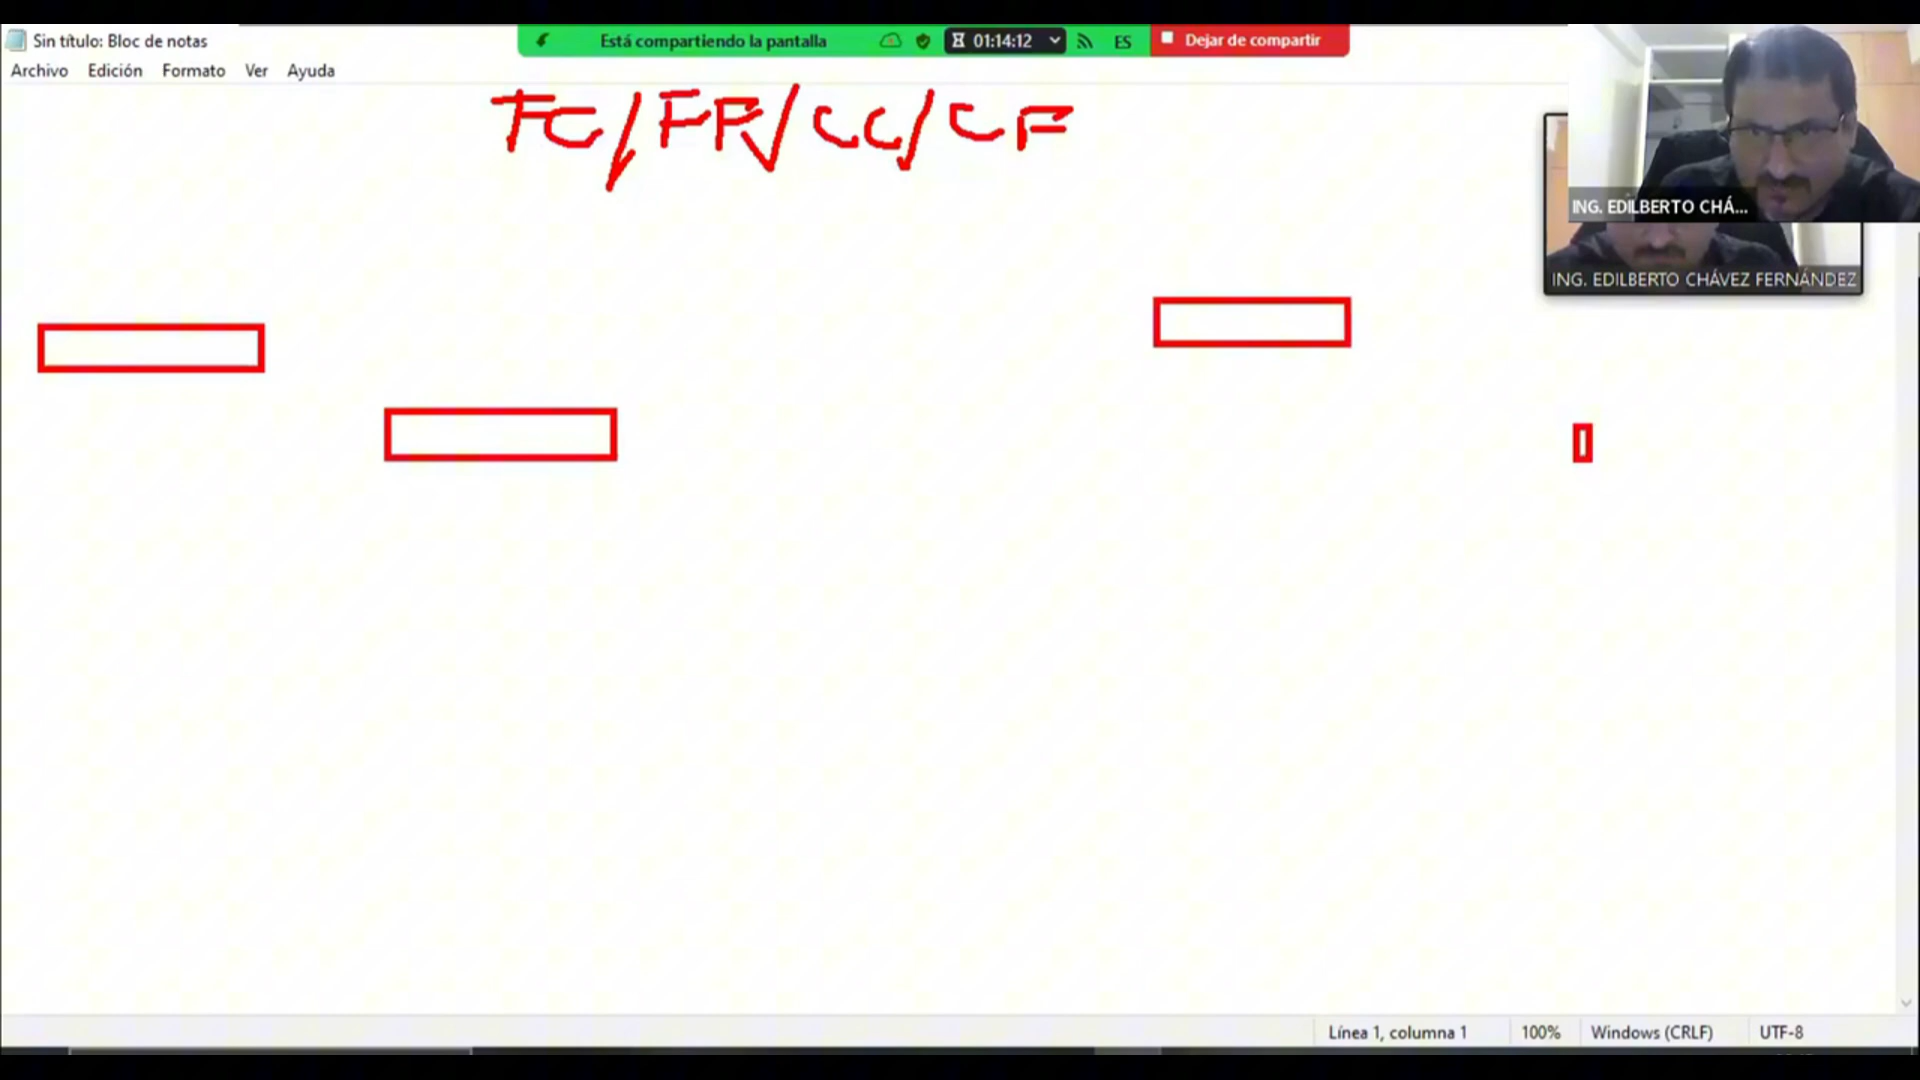 Sin título: Bloc de notas
Está compartiendo la pantalla 01:14:12 ES Dejar de compartir
Archivo Edición Formato Ver Ayuda
FC/FF/CC/CF
ING. EDILBERTO CHÁ...
ING. EDILBERTO CHÁVEZ FERNÁNDEZ
Línea 1, columna 1 100% Windows (CRLF) UTF-8